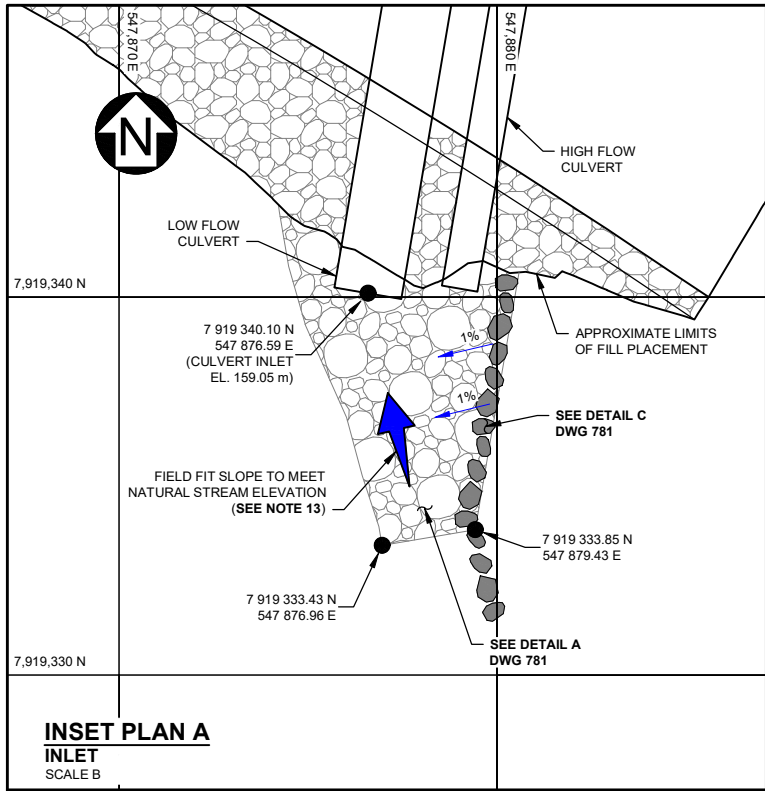 547,870 E
547,880 E
N
HIGH FLOW
CULVERT
LOW FLOW
CULVERT
7,919,340 N
7 919 340.10 N
547 876.59 E
(CULVERT INLET
EL. 159.05 m)
1%
APPROXIMATE LIMITS
OF FILL PLACEMENT
1%
SEE DETAIL C
DWG 781
FIELD FIT SLOPE TO MEET
NATURAL STREAM ELEVATION
(SEE NOTE 13)
7 919 333.85 N
547 879.43 E
7 919 333.43 N
547 876.96 E
SEE DETAIL A
DWG 781
7,919,330 N
INSET PLAN A
INLET
SCALE B